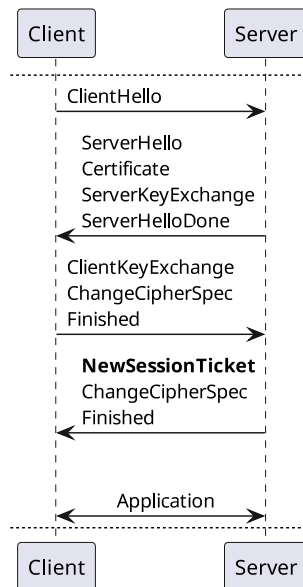 Client Server
ClientHello
ServerHello
Certificate
ServerKeyExchange
ServerHelloDone
ClientKeyExchange
ChangeCipherSpec
Finished
NewSessionTicket
ChangeCipherSpec
Finished
Application
Client Server